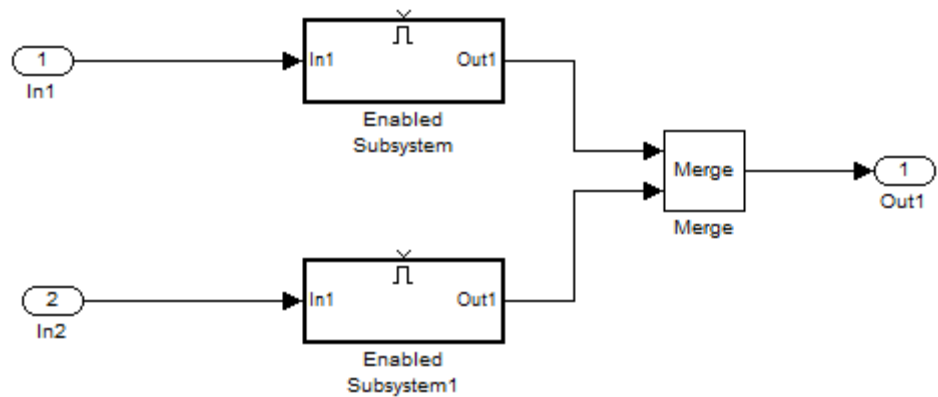 1
In1
In1
Out1
Enabled
Subsystem
Merge
Merge
1
Out1
2
In2
In1
Out1
Enabled
Subsystem1